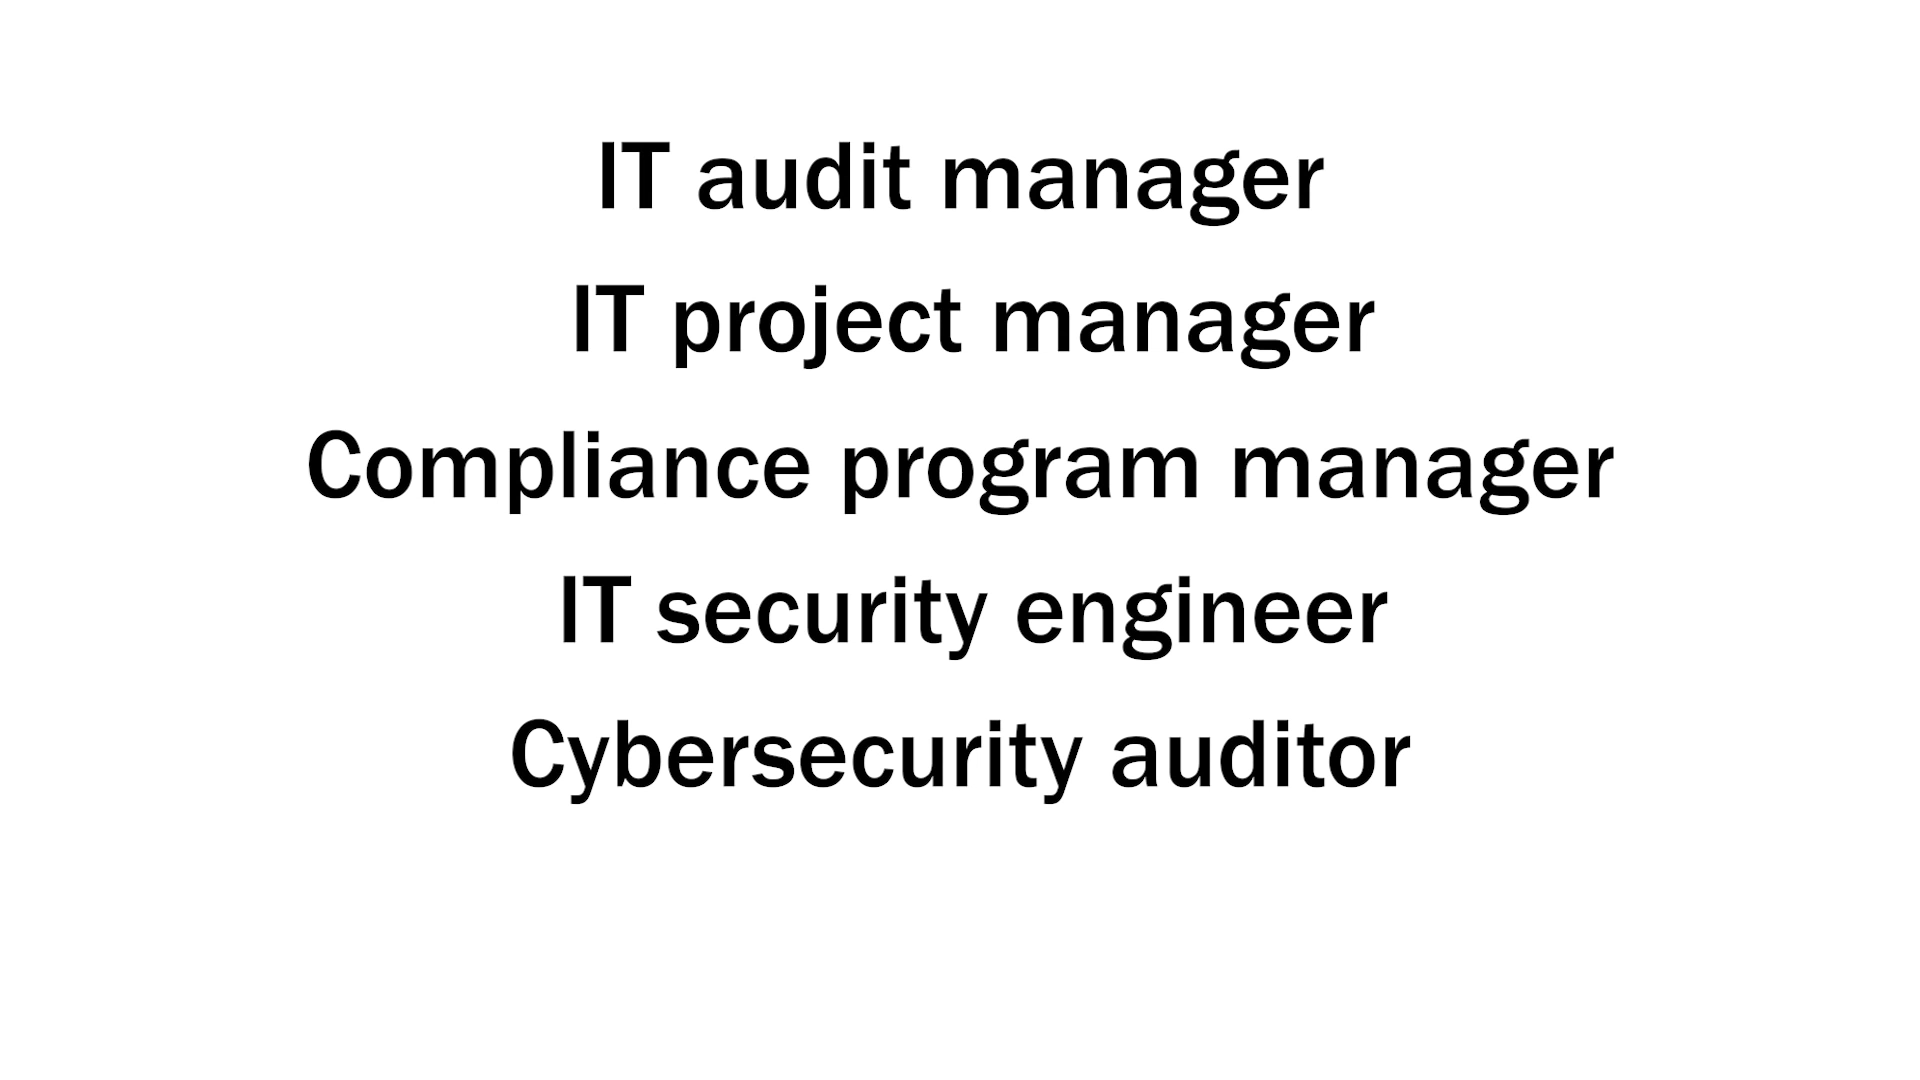 IT audit manager
IT project manager
Compliance program manager
IT security engineer
Cybersecurity auditor